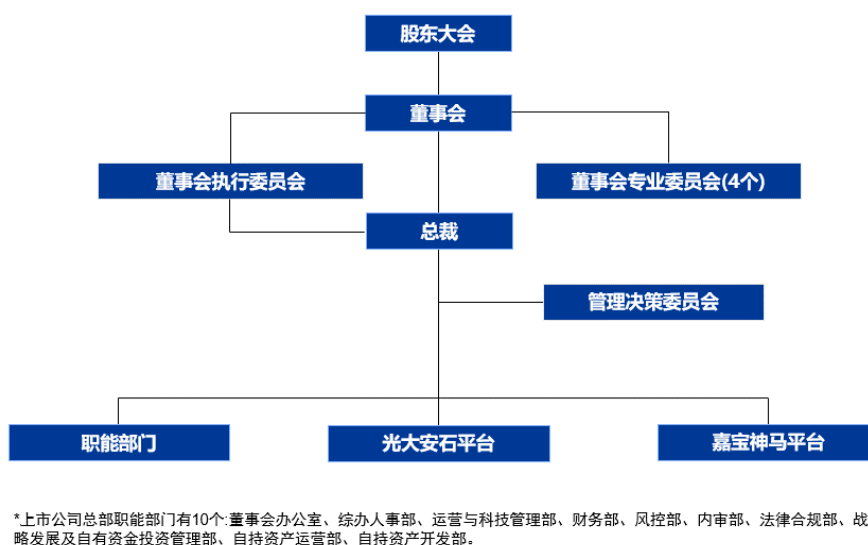 股东大会
董事会
董事会执行委员会
董事会专业委员会(4个)
总裁
管理决策委员会
职能部门
光大安石平台
嘉宝神马平台
*上市公司总部职能部门有10个:董事会办公室、综办人事部、运营与科技管理部、财务部、风控部、内审部、法律合规部、战
略发展及自有资金投资管理部、自持资产运营部、自持资产开发部。